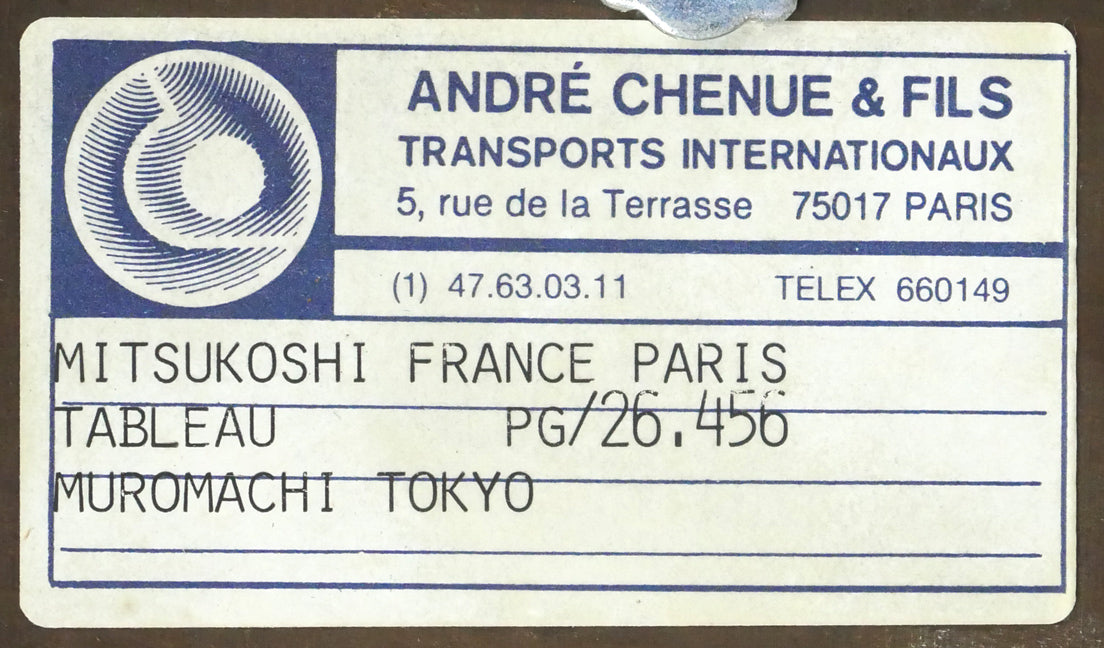 ANDRÉ CHENUE & FILS
TRANSPORTS INTERNATIONAUX
5, rue de la Terrasse 75017 PARIS
(1) 47.63.03.11 TELEX 660149
MITSUKOSHI FRANCE PARIS
TABLEAU PG/26.456
MUROMACHI TOKYO